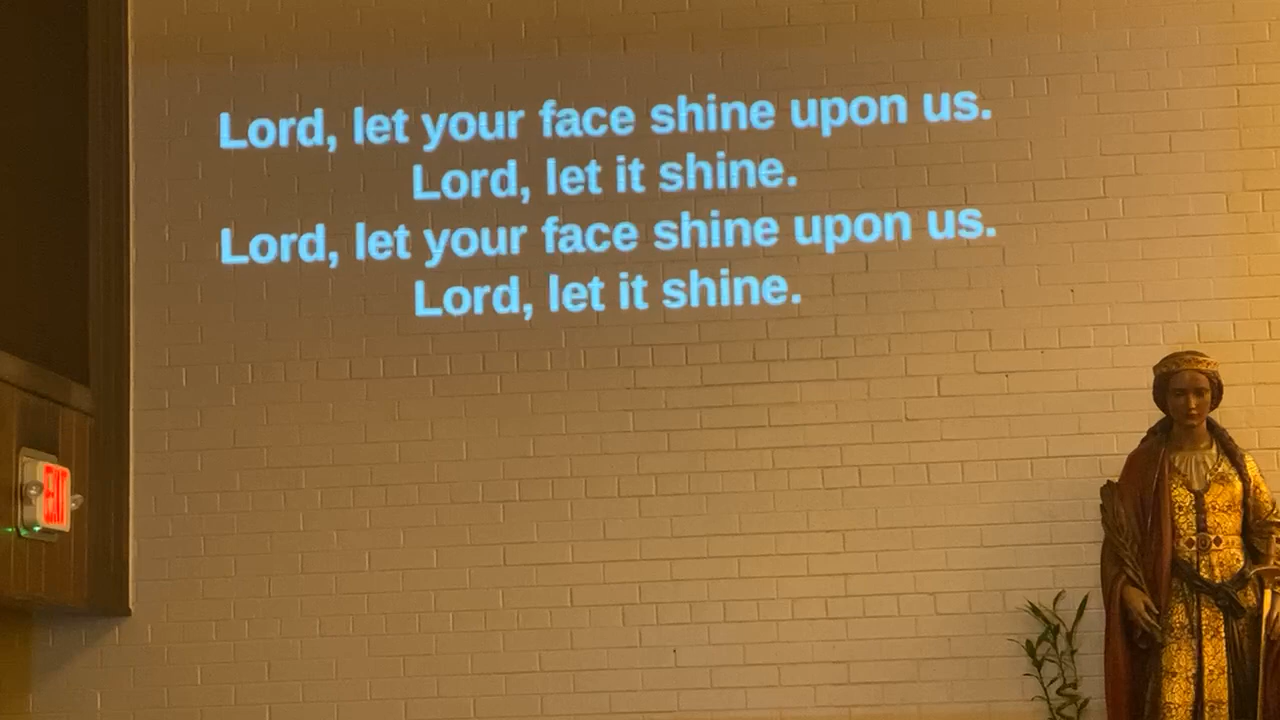 Lord, let your face shine upon us.
Lord, let it shine.
Lord, let your face shine upon us.
Lord, let it shine.
EXIT